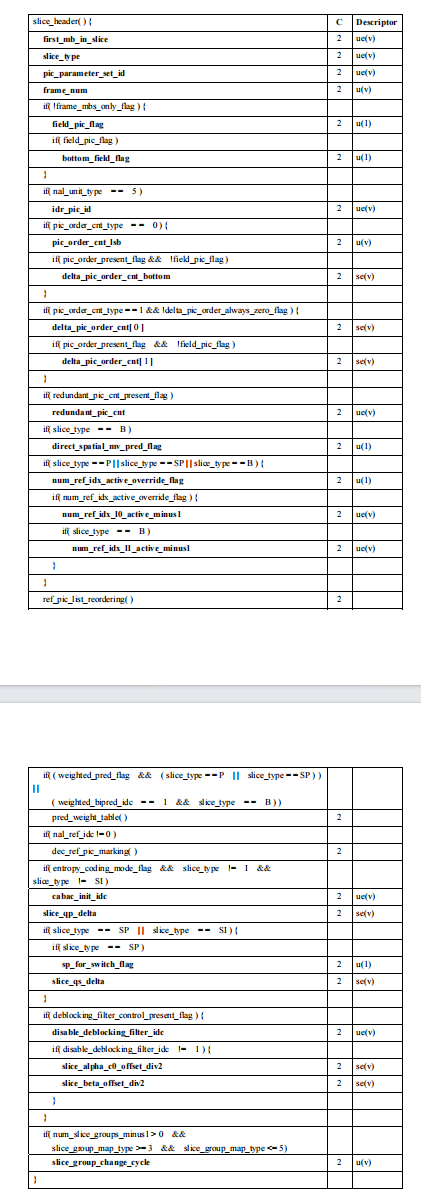 slice_header( ) { C Descriptor
first_mb_in_slice 2 ue(v)
slice_type 2 ue(v)
pic_parameter_set_id 2 ue(v)
frame_num 2 u(v)
if( !frame_mbs_only_flag ) {
field_pic_flag 2 u(1)
if( field_pic_flag )
bottom_field_flag 2 u(1)
}
if( nal_unit_type == 5 )
idr_pic_id 2 ue(v)
if( pic_order_cnt_type == 0 ) {
pic_order_cnt_lsb 2 u(v)
if( pic_order_present_flag && !field_pic_flag )
delta_pic_order_cnt_bottom 2 se(v)
}
if( pic_order_cnt_type == 1 && !delta_pic_order_always_zero_flag ) {
delta_pic_order_cnt[ 0 ] 2 se(v)
if( pic_order_present_flag && !field_pic_flag )
delta_pic_order_cnt[ 1 ] 2 se(v)
}
if( redundant_pic_cnt_present_flag )
redundant_pic_cnt 2 ue(v)
if( slice_type == B )
direct_spatial_mv_pred_flag 2 u(1)
if( slice_type == P || slice_type == SP || slice_type == B ) {
num_ref_idx_active_override_flag 2 u(1)
if( num_ref_idx_active_override_flag ) {
num_ref_idx_l0_active_minus1 2 ue(v)
if( slice_type == B )
num_ref_idx_l1_active_minus1 2 ue(v)
}
}
ref_pic_list_reordering( ) 2
if( ( weighted_pred_flag && ( slice_type == P || slice_type == SP ) )
||
( weighted_bipred_idc == 1 && slice_type == B ) )
pred_weight_table( ) 2
if( nal_ref_idc != 0 )
dec_ref_pic_marking( ) 2
if( entropy_coding_mode_flag && slice_type != I &&
slice_type != SI )
cabac_init_idc 2 ue(v)
slice_qp_delta 2 se(v)
if( slice_type == SP || slice_type == SI ) {
if( slice_type == SP )
sp_for_switch_flag 2 u(1)
slice_qs_delta 2 se(v)
}
if( deblocking_filter_control_present_flag ) {
disable_deblocking_filter_idc 2 ue(v)
if( disable_deblocking_filter_idc != 1 ) {
slice_alpha_c0_offset_div2 2 se(v)
slice_beta_offset_div2 2 se(v)
}
}
if( num_slice_groups_minus1 > 0 &&
slice_group_map_type >= 3 && slice_group_map_type <= 5)
slice_group_change_cycle 2 u(v)
}